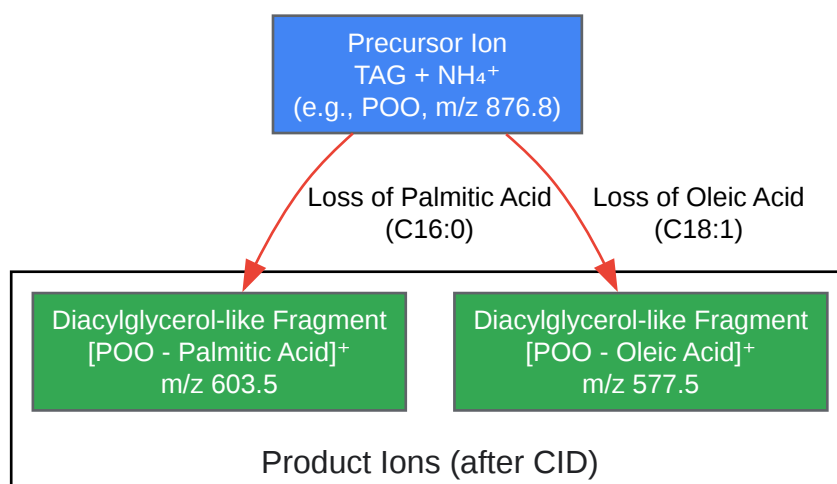 Precursor Ion
TAG + NH₄⁺
(e.g., POO, m/z 876.8)
Loss of Palmitic Acid
(C16:0)
Loss of Oleic Acid
(C18:1)
Diacylglycerol-like Fragment
[POO - Palmitic Acid]⁺
m/z 603.5
Diacylglycerol-like Fragment
[POO - Oleic Acid]⁺
m/z 577.5
Product Ions (after CID)